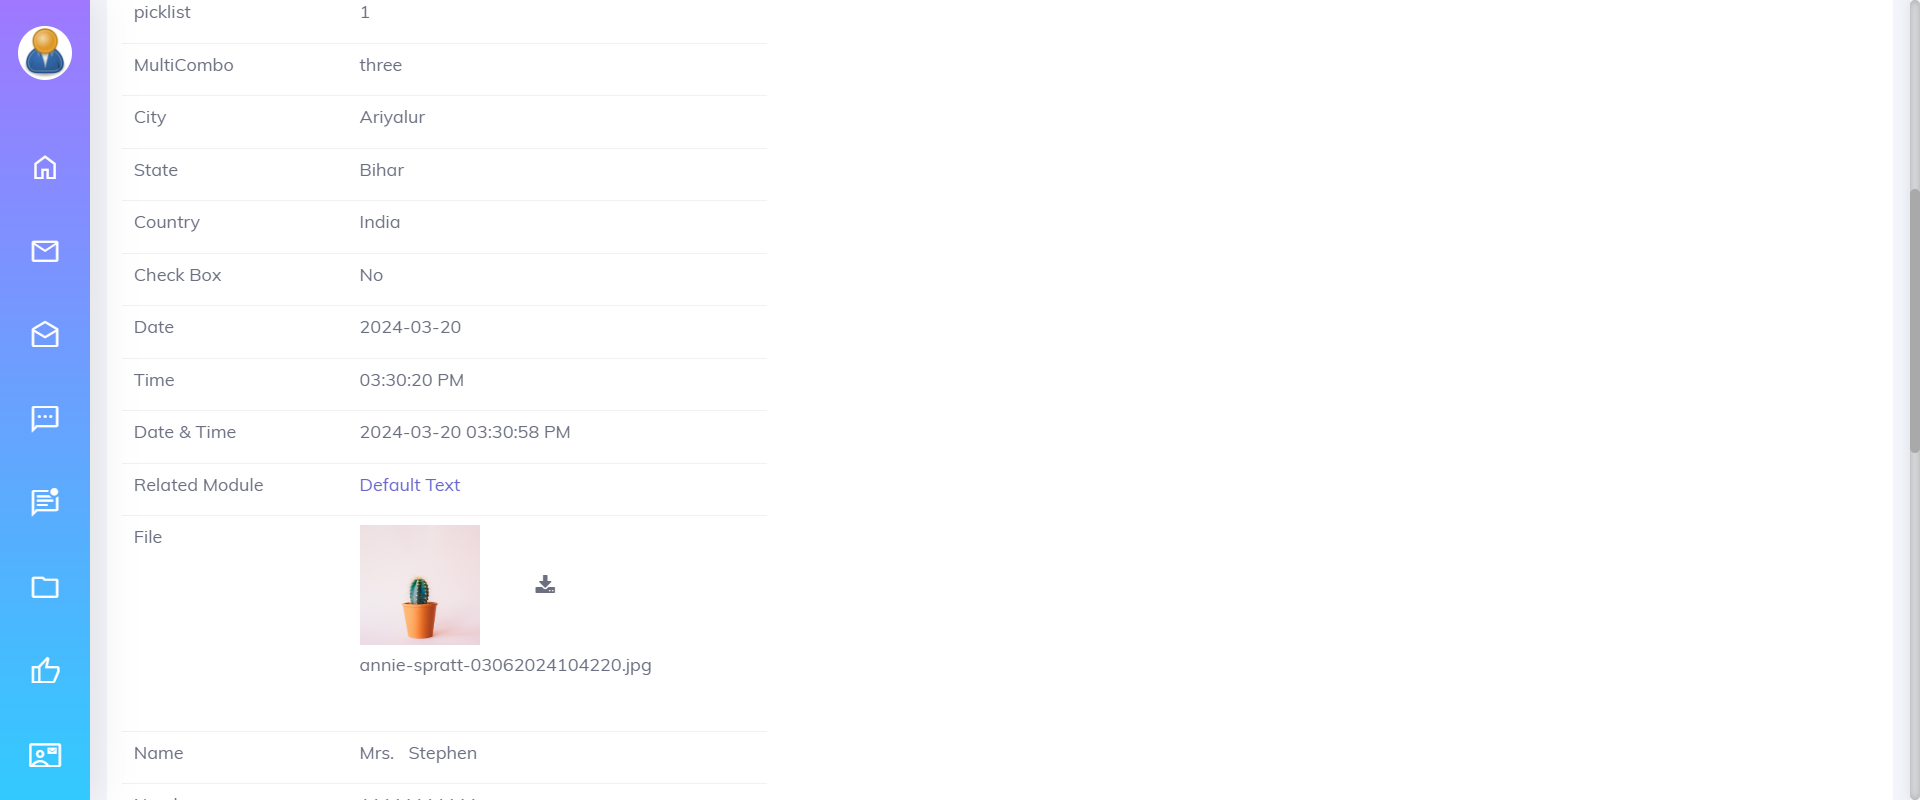 picklist 1
MultiCombo three
City Ariyalur
State Bihar
Country India
Check Box No
Date 2024-03-20
Time 03:30:20 PM
Date & Time 2024-03-20 03:30:58 PM
Related Module Default Text
File
annie-spratt-03062024104220.jpg
Name Mrs. Stephen